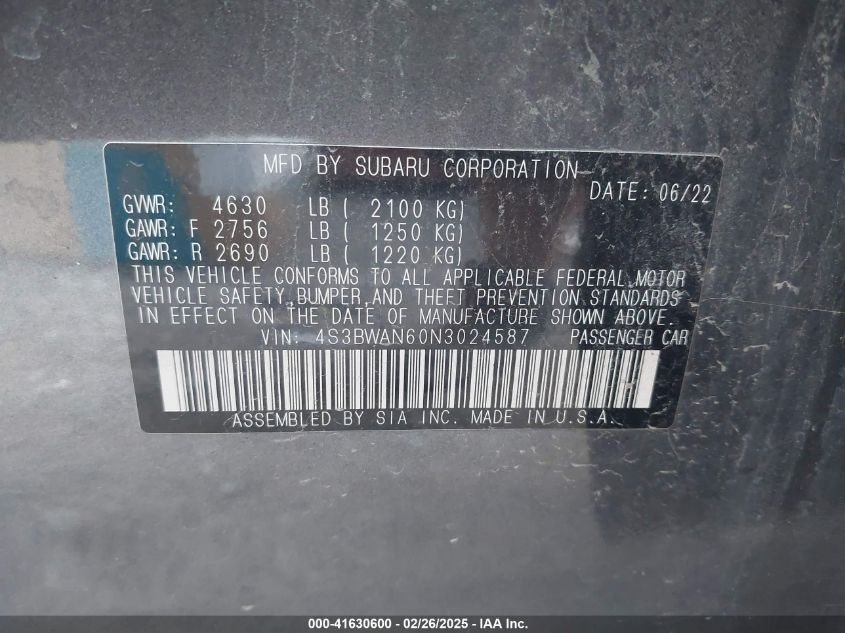 MFD BY SUBARU CORPORATION
DATE: 06/22
GVWR: 4630 LB ( 2100 KG)
GAWR: F 2756 LB ( 1250 KG)
GAWR: R 2690 LB ( 1220 KG)
THIS VEHICLE CONFORMS TO ALL APPLICABLE FEDERAL MOTOR
VEHICLE SAFETY, BUMPER, AND THEFT PREVENTION STANDARDS
IN EFFECT ON THE DATE OF MANUFACTURE SHOWN ABOVE.
VIN: 4S3BWAN60N3024587 PASSENGER CAR
ASSEMBLED BY SIA INC. MADE IN U.S.A.
000-41630600 - 02/26/2025 - IAA Inc.